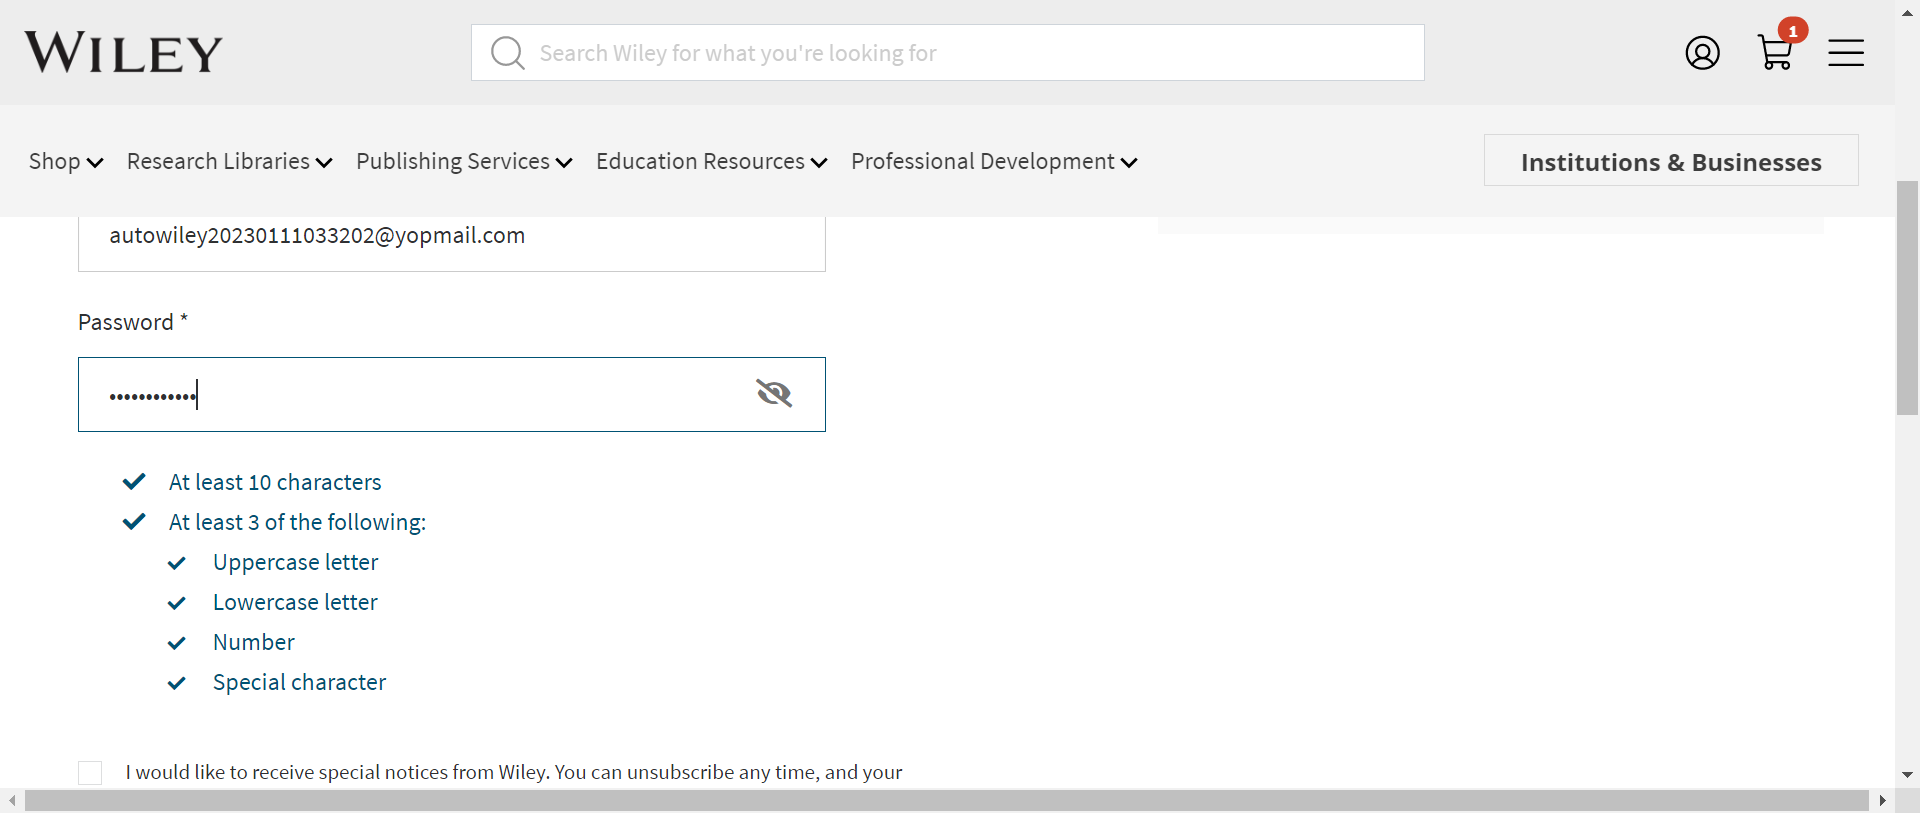 WILEY
Search Wiley for what you're looking for
1
Shop
Research Libraries
Publishing Services
Education Resources
Professional Development
Institutions & Businesses
autowiley20230111033202@yopmail.com
Password *
••••••••••••
At least 10 characters
At least 3 of the following:
Uppercase letter
Lowercase letter
Number
Special character
I would like to receive special notices from Wiley. You can unsubscribe any time, and your